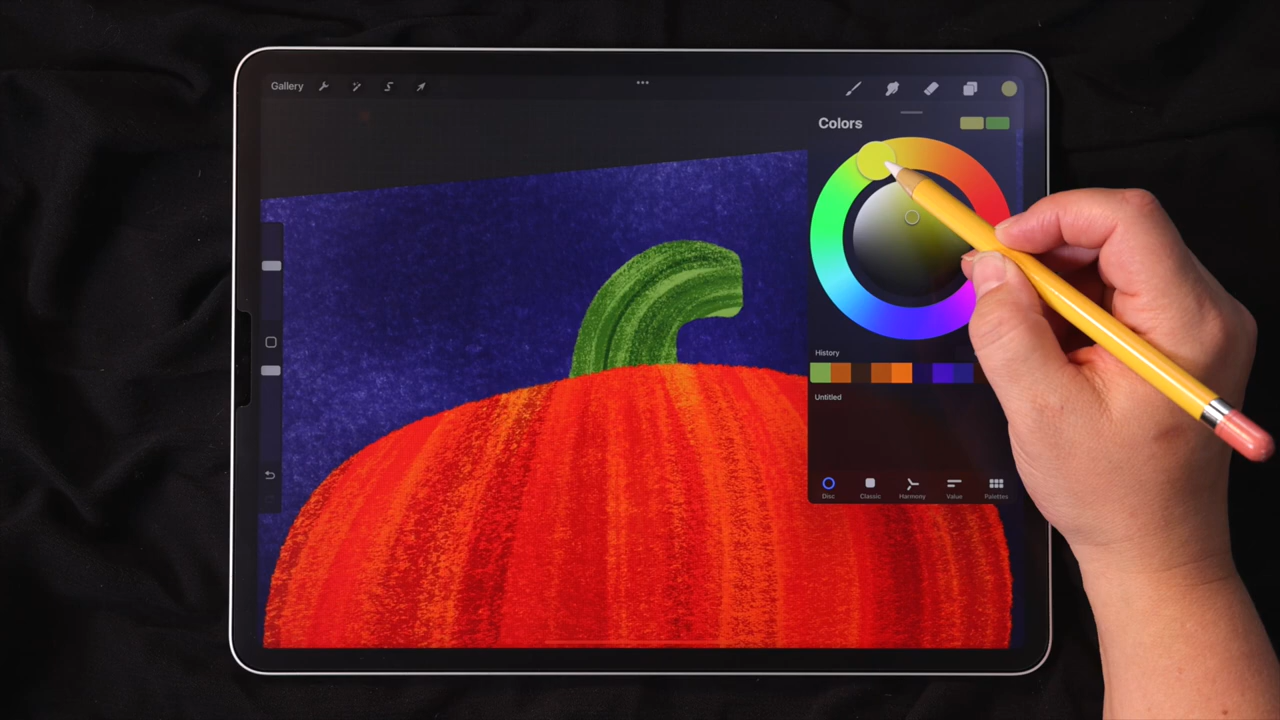 Gallery
Colors
History
Untitled
Disc Classic Harmony Value Palettes